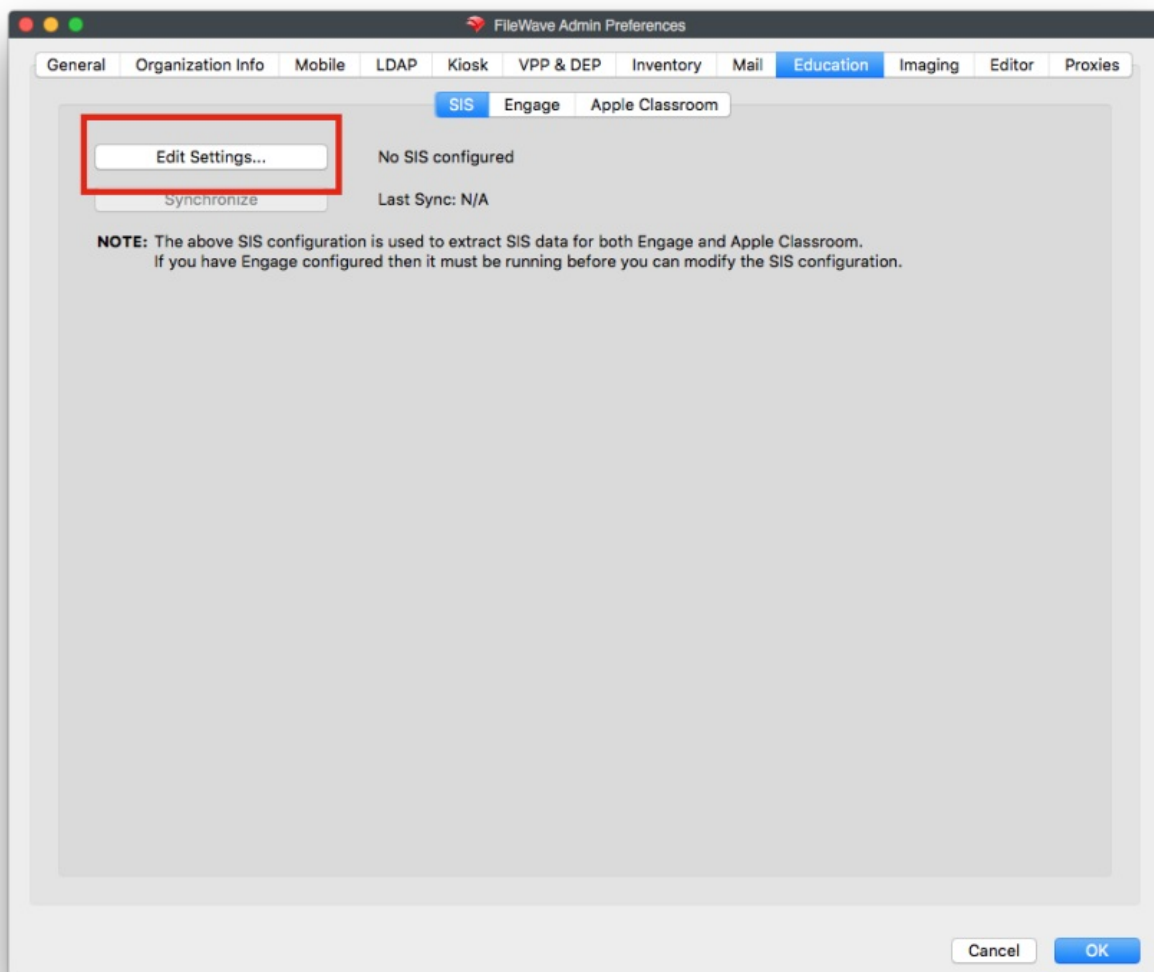 FileWave Admin Preferences
General Organization Info Mobile LDAP Kiosk VPP & DEP Inventory Mail Education Imaging Editor Proxies
SIS Engage Apple Classroom
Edit Settings... No SIS configured
Synchronize Last Sync: N/A
NOTE: The above SIS configuration is used to extract SIS data for both Engage and Apple Classroom.
If you have Engage configured then it must be running before you can modify the SIS configuration.
Cancel OK